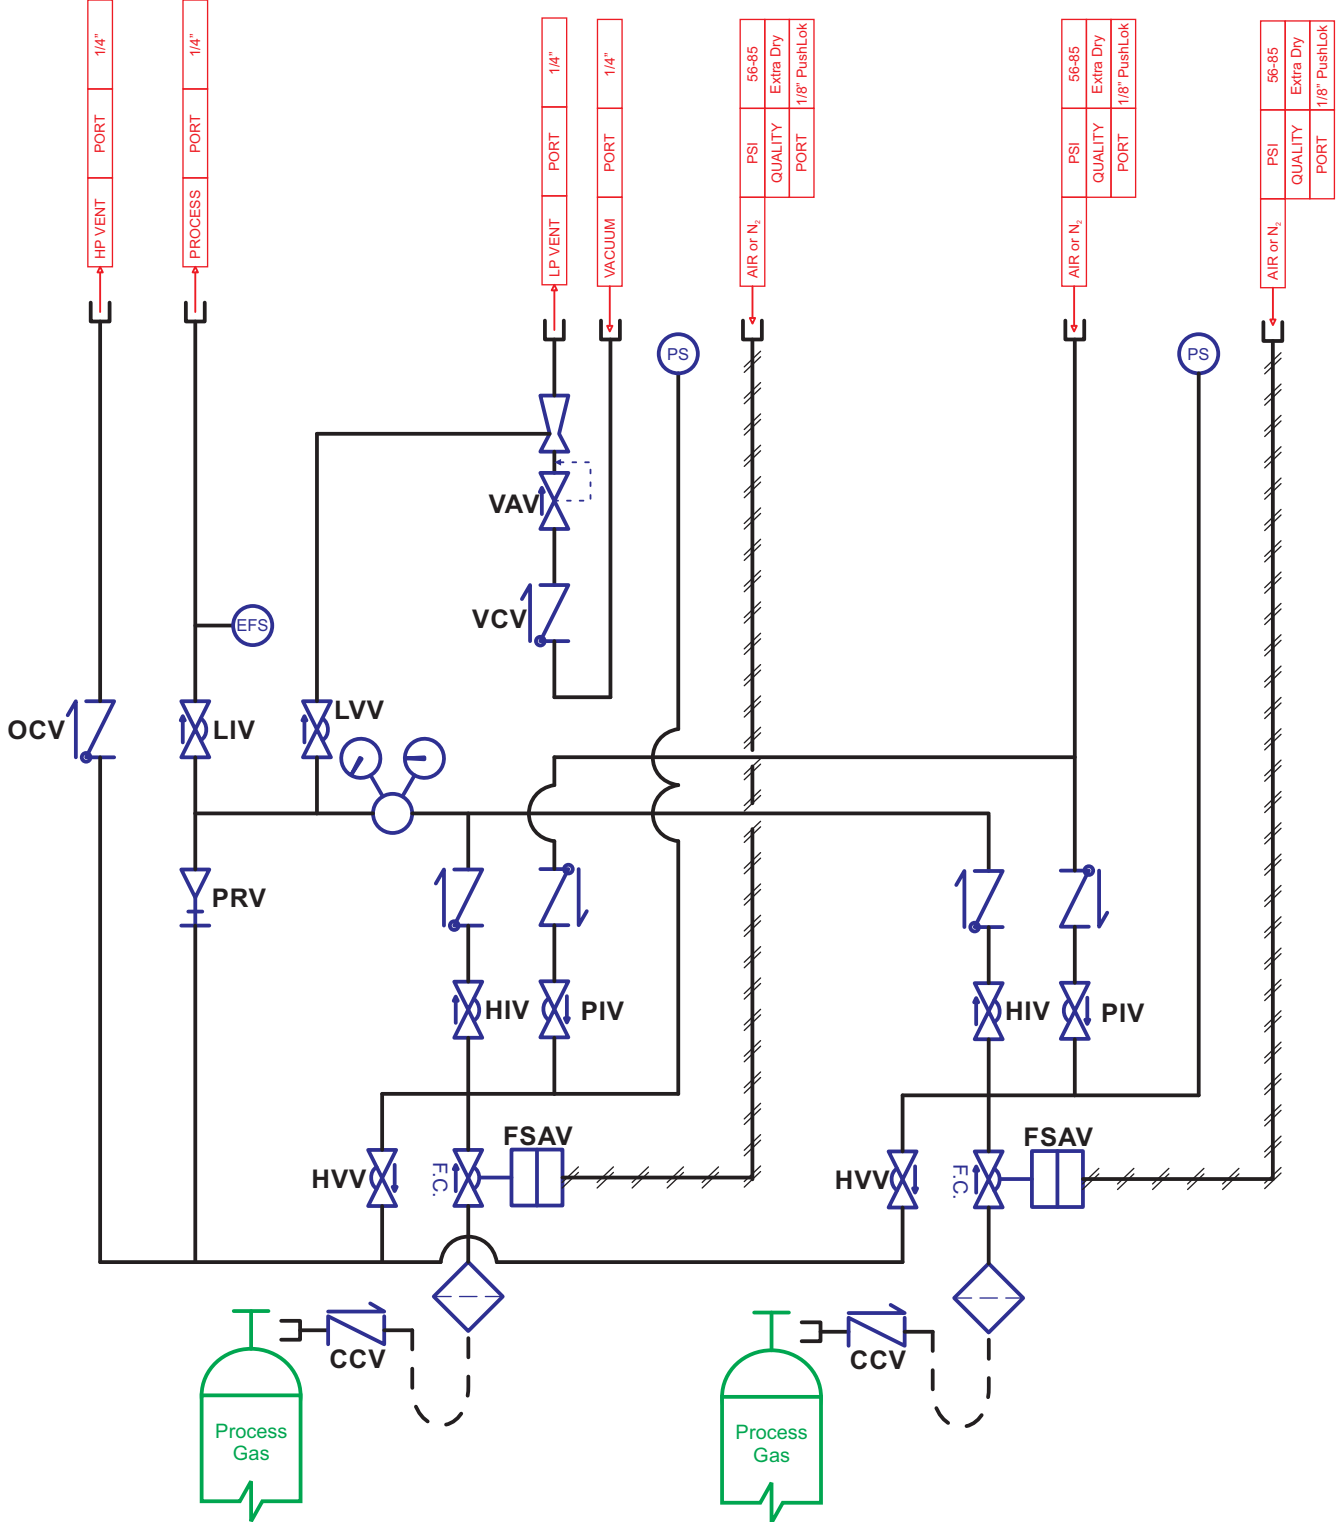 HP VENT PORT 1/4"
PROCESS PORT 1/4"
LP VENT PORT 1/4"
VACUUM PORT 1/4"
AIR or N₂ PSI 56-85
QUALITY Extra Dry
PORT 1/8" PushLok
AIR or N₂ PSI 56-85
QUALITY Extra Dry
PORT 1/8" PushLok
AIR or N₂ PSI 56-85
QUALITY Extra Dry
PORT 1/8" PushLok
PS
PS
VAV
VCV
EFS
OCV
LIV
LVV
PRV
HIV
PIV
HIV
PIV
FSAV
FSAV
HVV
F.C.
HVV
F.C.
CCV
CCV
Process
Gas
Process
Gas